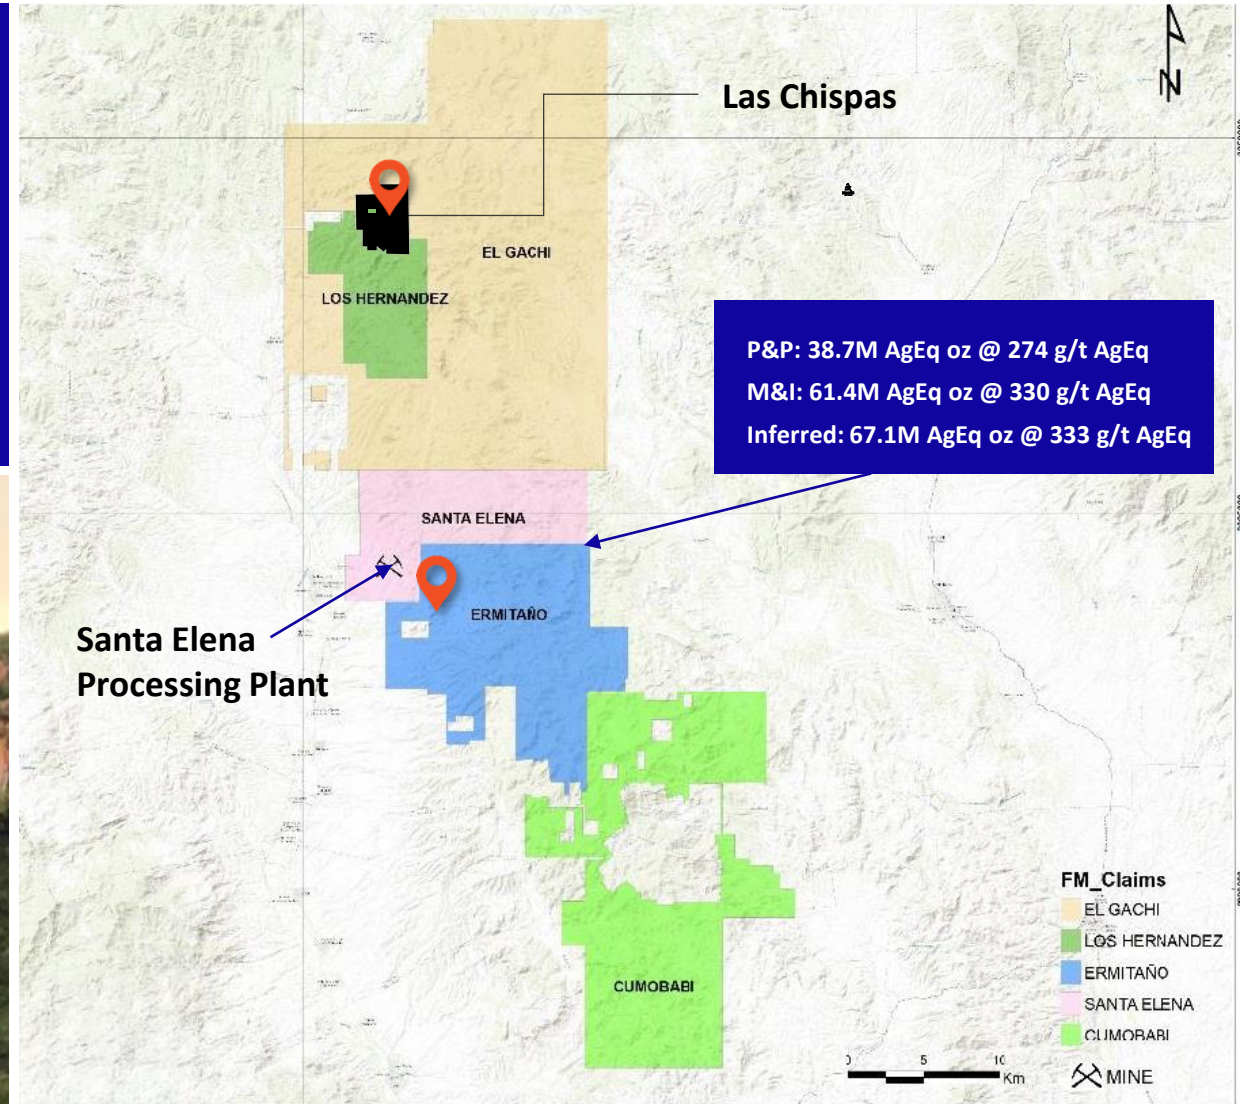 N
Las Chispas
EL GACHI
LOS HERNANDEZ
P&P: 38.7M AgEq oz @ 274 g/t AgEq
M&I: 61.4M AgEq oz @ 330 g/t AgEq
Inferred: 67.1M AgEq oz @ 333 g/t AgEq
SANTA ELENA
ERMITAÑO
Santa Elena
Processing Plant
CUMOBABI
FM_Claims
EL GACHI
LOS HERNANDEZ
ERMITAÑO
SANTA ELENA
CUMOBABI
MINE
0 5 10
Km